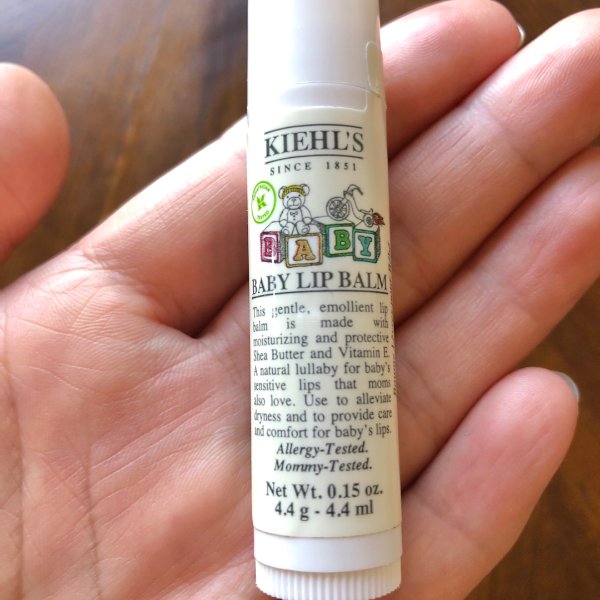 KIEHL'S
SINCE 1851
BABY
BABY LIP BALM
This gentle, emollient lip
balm is made with
moisturizing and protective
Shea Butter and Vitamin E.
A natural lullaby for baby's
sensitive lips that moms
also love. Use to alleviate
dryness and to provide care
and comfort for baby's lips.
Allergy-Tested.
Mommy-Tested.
Net Wt. 0.15 oz.
4.4 g - 4.4 ml